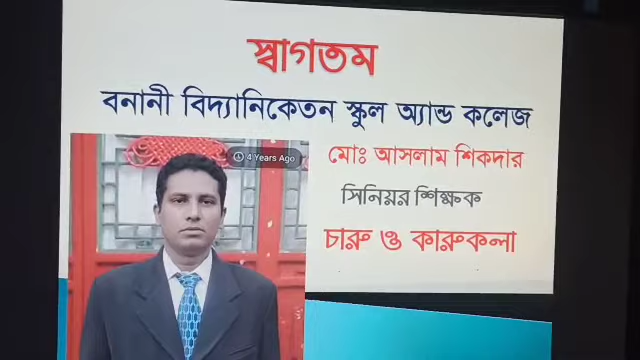 স্বাগতম
বনানী বিদ্যানিকেতন স্কুল অ্যান্ড কলেজ
4 Years Ago
মোঃ আসলাম শিকদার
সিনিয়র শিক্ষক
চারু ও কারুকলা